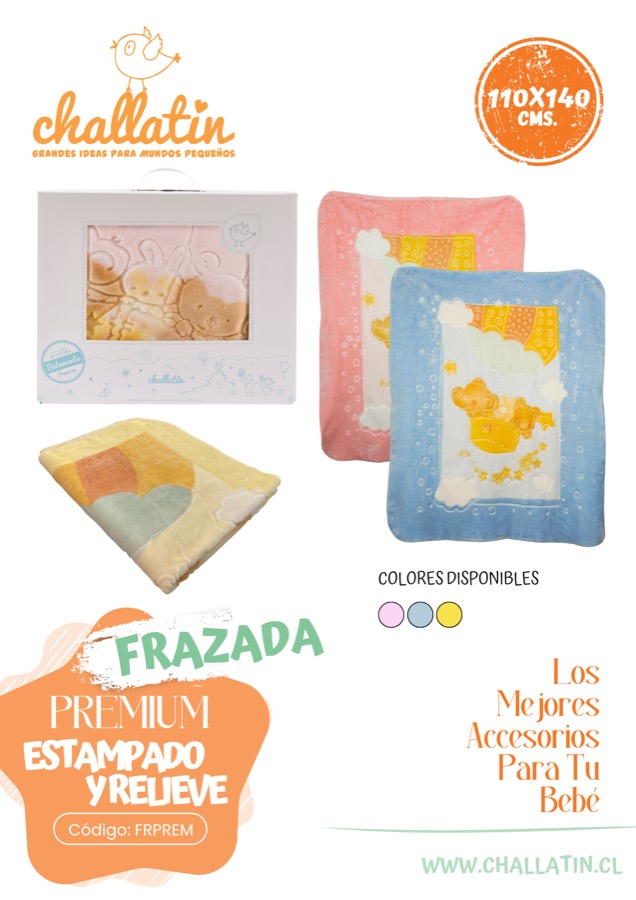 challatin
GRANDES IDEAS PARA MUNDOS PEQUEÑOS
110X140
CMS.
challatin
COLORES DISPONIBLES
FRAZADA
PREMIUM
ESTAMPADO
Y RELIEVE
Código: FRPREM
Los
Mejores
Accesorios
Para Tu
Bebé
WWW.CHALLATIN.CL